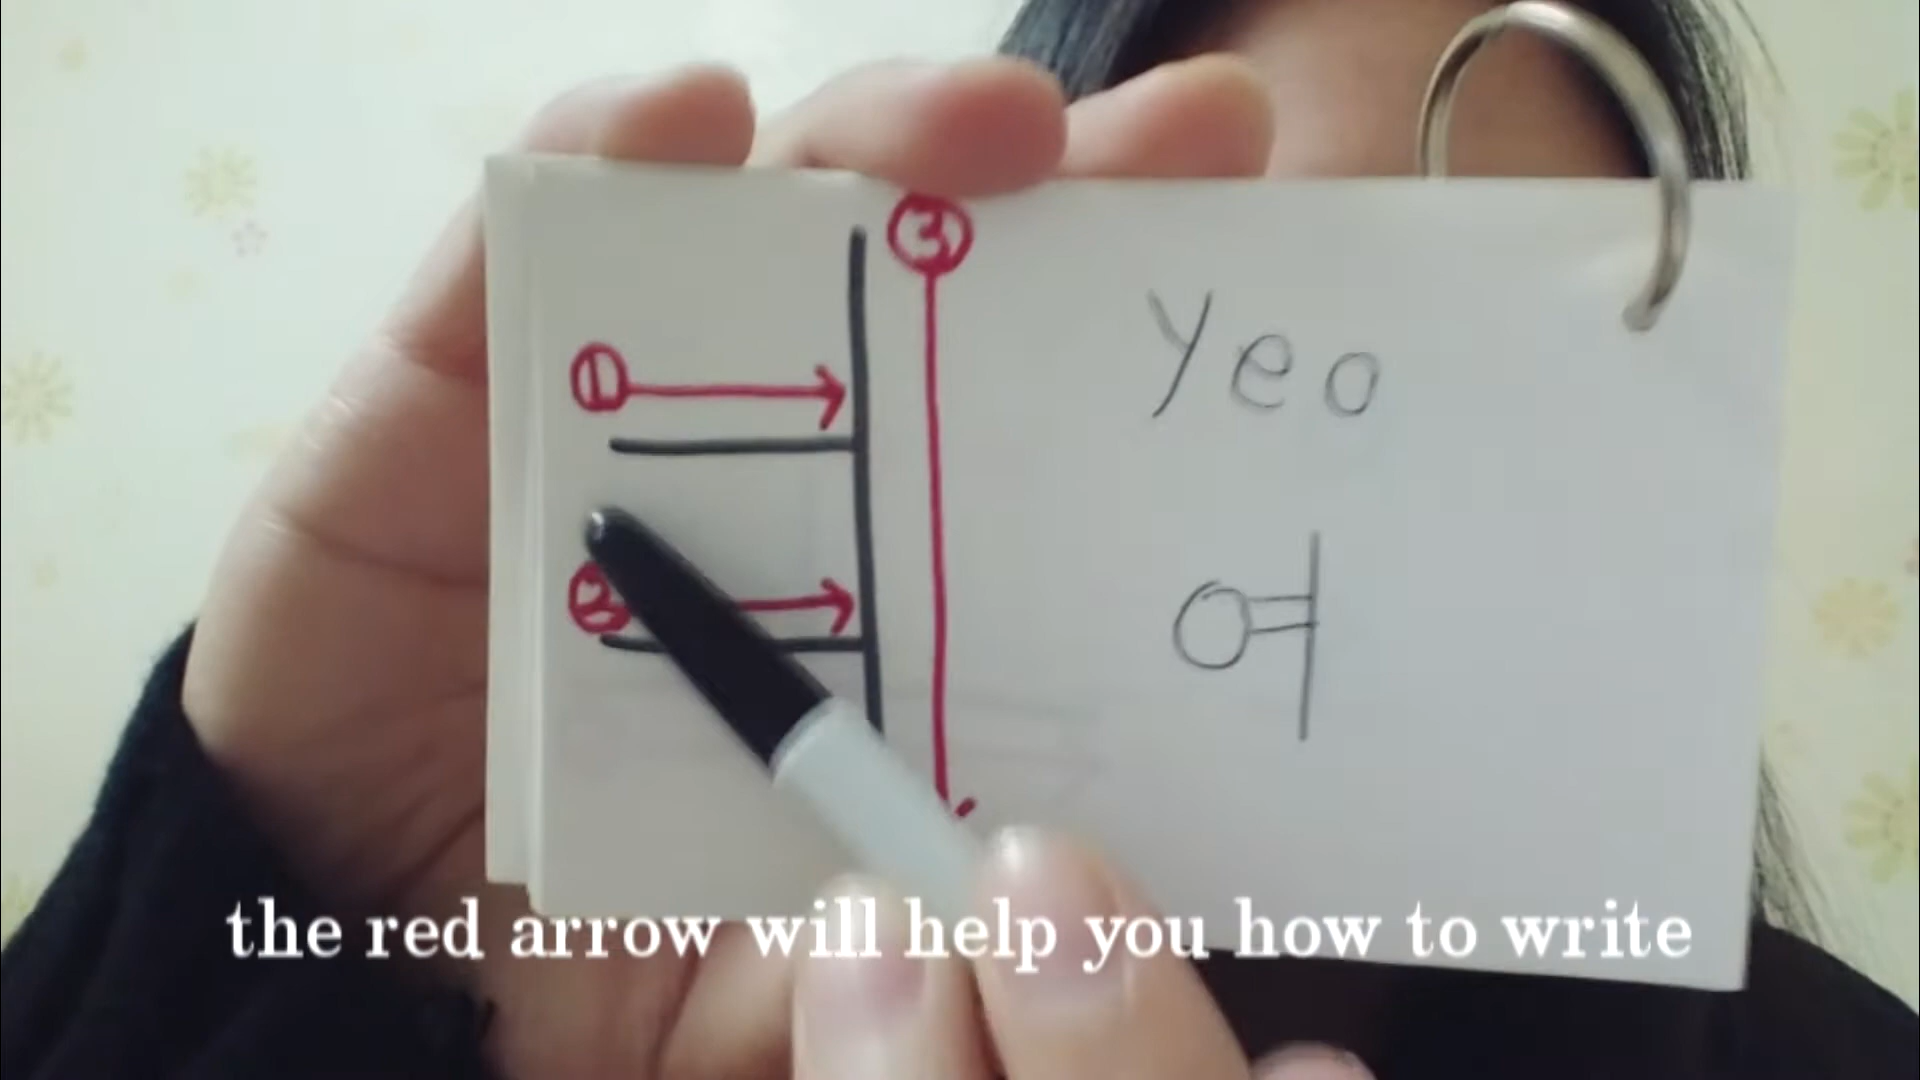 ①
②
③
ㅕ
yeo
여
the red arrow will help you how to write